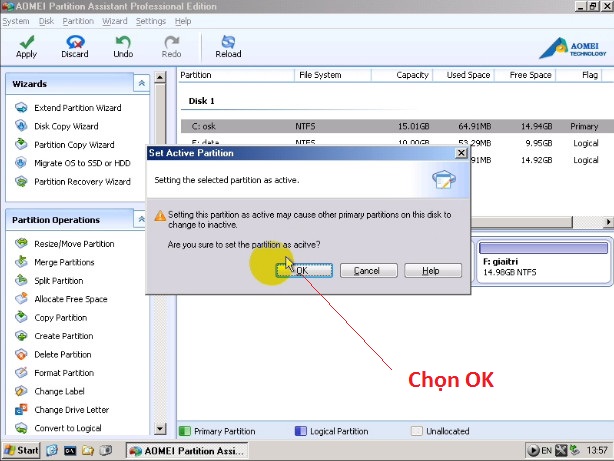 AOMEI Partition Assistant Professional Edition
System Disk Partition Wizard Settings Help
Apply Discard Undo Redo Reload
AOMEI
TECHNOLOGY
Wizards
Extend Partition Wizard
Disk Copy Wizard
Partition Copy Wizard
Migrate OS to SSD or HDD
Partition Recovery Wizard
Partition Operations
Resize/Move Partition
Merge Partitions
Split Partition
Allocate Free Space
Copy Partition
Create Partition
Delete Partition
Format Partition
Change Label
Change Drive Letter
Convert to Logical
Partition File System Capacity Used Space Free Space Flag
Disk 1
C: osk NTFS 15.01GB 64.91MB 14.94GB Primary
E: data NTFS 10.00GB 53.29MB 9.95GB Logical
14.92GB Logical
Set Active Partition
Setting the selected partition as active.
Setting this partition as active may cause other primary partitions on this disk to
change to inactive.
Are you sure to set the partition as acitve?
OK Cancel Help
F: giaitri
14.98GB NTFS
Chọn OK
Primary Partition Logical Partition Unallocated
Start AOMEI Partition Assi... EN 13:57